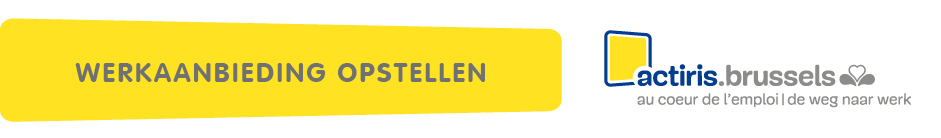 WERKAANBIEDING OPSTELLEN
actiris.brussels
au coeur de l'emploi | de weg naar werk